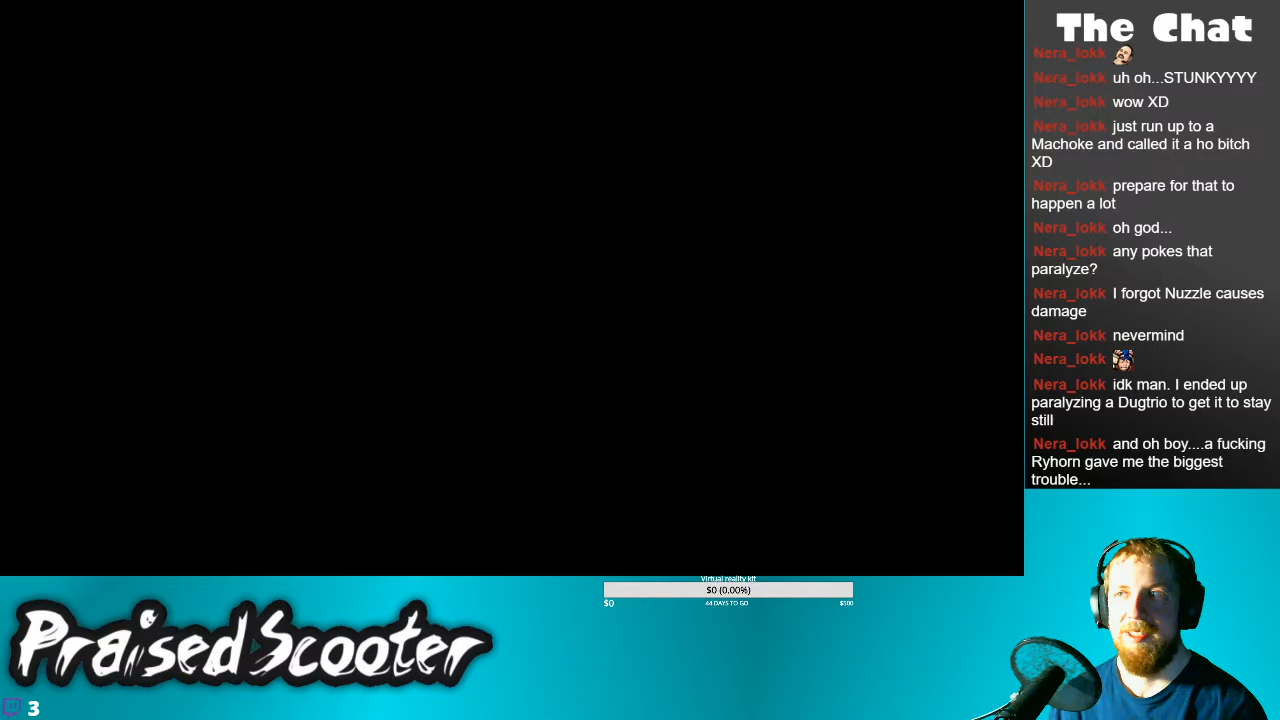 The Chat
Nera_lokk
Nera_lokk uh oh...STUNKYYYY
Nera_lokk wow XD
Nera_lokk just run up to a
Machoke and called it a ho bitch
XD
Nera_lokk prepare for that to
happen a lot
Nera_lokk oh god...
Nera_lokk any pokes that
paralyze?
Nera_lokk I forgot Nuzzle causes
damage
Nera_lokk nevermind
Nera_lokk
Nera_lokk idk man. I ended up
paralyzing a Dugtrio to get it to stay
still
Nera_lokk and oh boy....a fucking
Ryhorn gave me the biggest
trouble...
Virtual reality kit
$0 (0.00%)
$0 44 DAYS TO GO $500
Praised Scooter
3